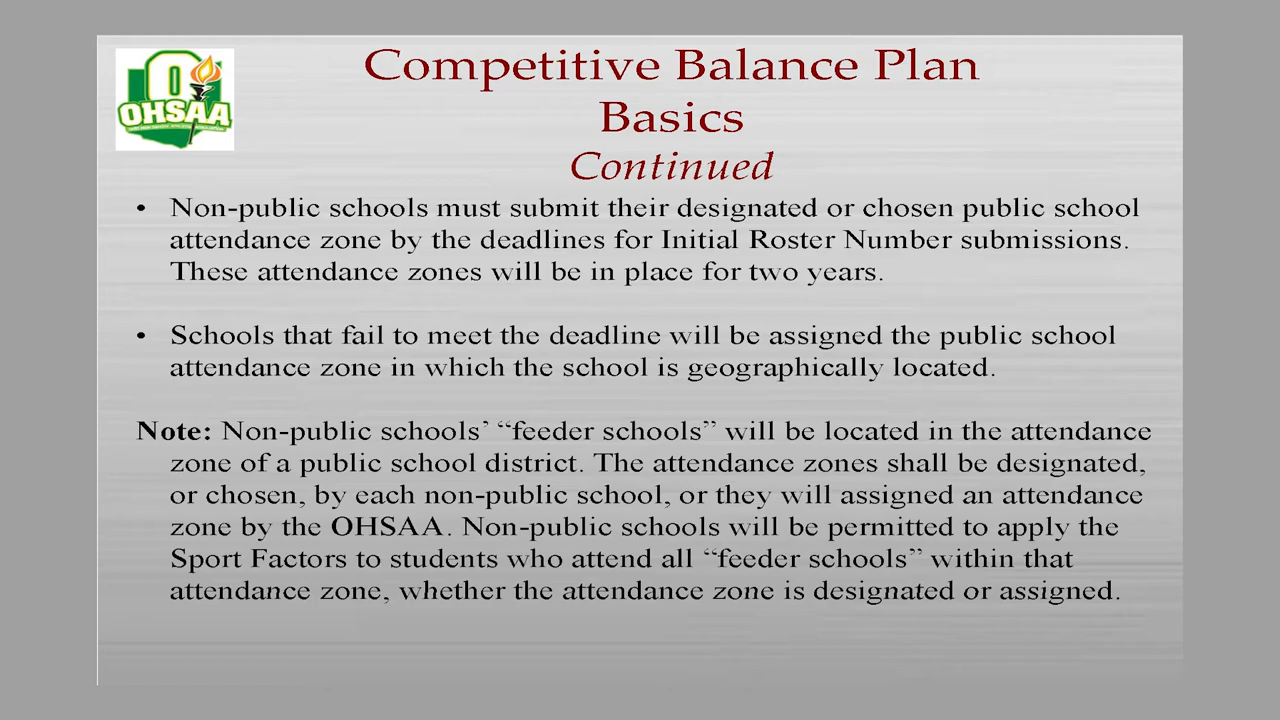 OHSAA
Competitive Balance Plan
Basics
Continued
• Non-public schools must submit their designated or chosen public school
attendance zone by the deadlines for Initial Roster Number submissions.
These attendance zones will be in place for two years.
• Schools that fail to meet the deadline will be assigned the public school
attendance zone in which the school is geographically located.
Note: Non-public schools’ “feeder schools” will be located in the attendance
zone of a public school district. The attendance zones shall be designated,
or chosen, by each non-public school, or they will assigned an attendance
zone by the OHSAA. Non-public schools will be permitted to apply the
Sport Factors to students who attend all “feeder schools” within that
attendance zone, whether the attendance zone is designated or assigned.